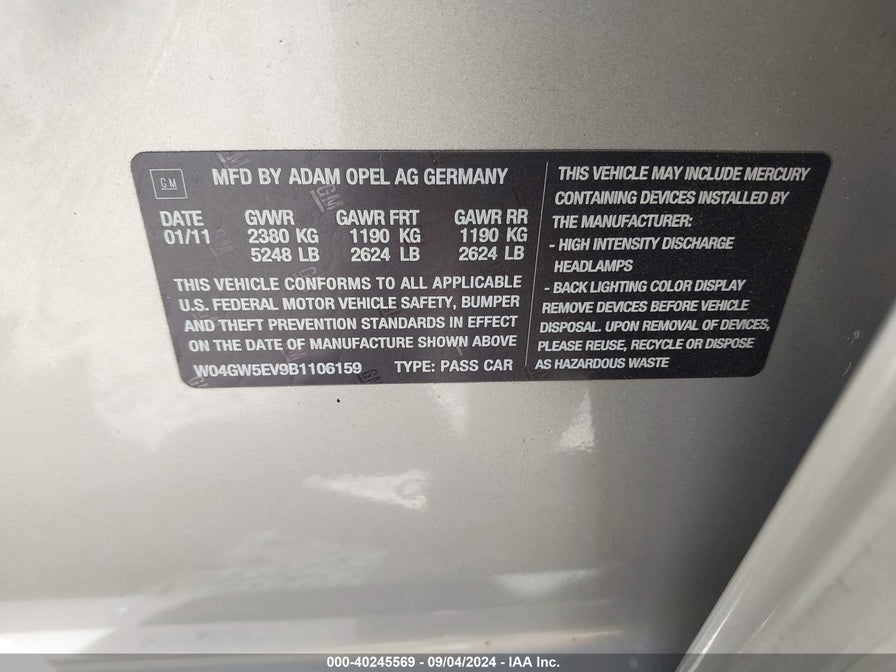 GM
MFD BY ADAM OPEL AG GERMANY
DATE GVWR GAWR FRT GAWR RR
01/11 2380 KG 1190 KG 1190 KG
5248 LB 2624 LB 2624 LB
THIS VEHICLE CONFORMS TO ALL APPLICABLE
U.S. FEDERAL MOTOR VEHICLE SAFETY, BUMPER
AND THEFT PREVENTION STANDARDS IN EFFECT
ON THE DATE OF MANUFACTURE SHOWN ABOVE
W04GW5EV9B1106159 TYPE: PASS CAR
THIS VEHICLE MAY INCLUDE MERCURY
CONTAINING DEVICES INSTALLED BY
THE MANUFACTURER:
- HIGH INTENSITY DISCHARGE
HEADLAMPS
- BACK LIGHTING COLOR DISPLAY
REMOVE DEVICES BEFORE VEHICLE
DISPOSAL. UPON REMOVAL OF DEVICES,
PLEASE REUSE, RECYCLE OR DISPOSE
AS HAZARDOUS WASTE
000-40245569 - 09/04/2024 - IAA Inc.